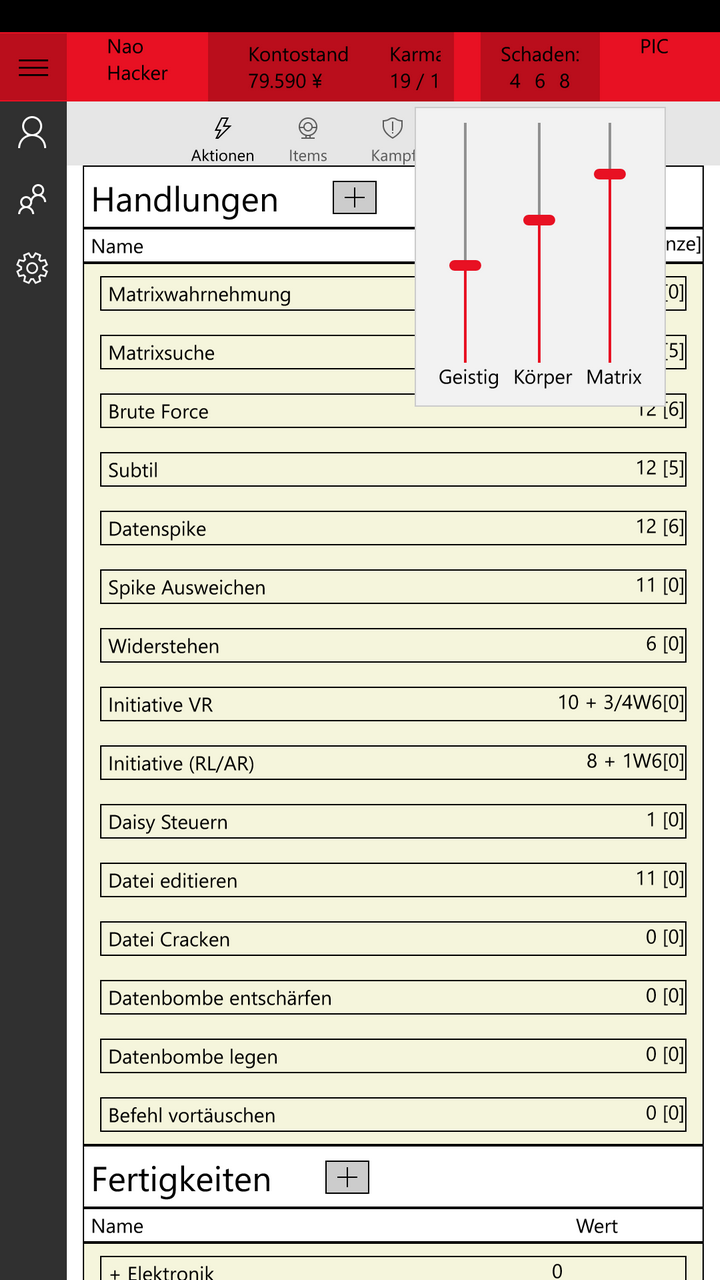 Nao
Hacker
Kontostand
79.590 ¥
Karma
19 / 1
Schaden:
4 6 8
PIC
Aktionen
Items
Kampf
Geistig Körper Matrix
Handlungen +
Name nze]
Matrixwahrnehmung 0]
Matrixsuche 5]
Brute Force 12 [6]
Subtil 12 [5]
Datenspike 12 [6]
Spike Ausweichen 11 [0]
Widerstehen 6 [0]
Initiative VR 10 + 3/4W6[0]
Initiative (RL/AR) 8 + 1W6[0]
Daisy Steuern 1 [0]
Datei editieren 11 [0]
Datei Cracken 0 [0]
Datenbombe entschärfen 0 [0]
Datenbombe legen 0 [0]
Befehl vortäuschen 0 [0]
Fertigkeiten +
Name Wert
+ Elektronik 0